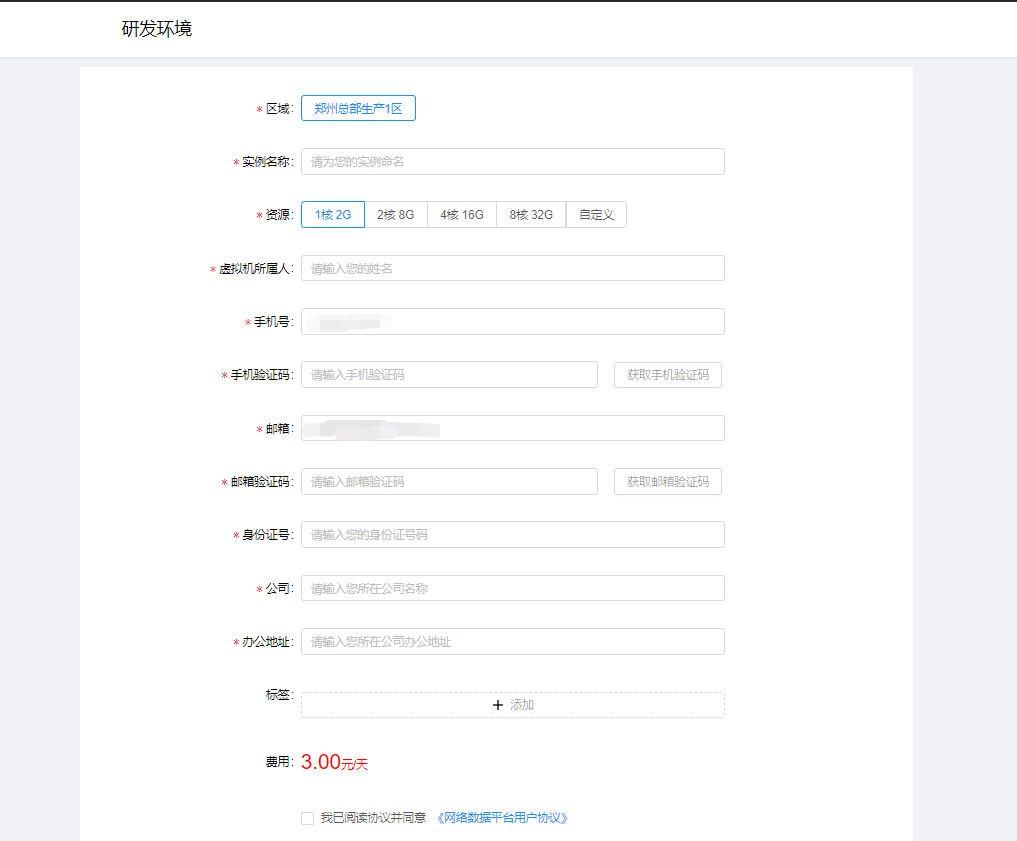 研发环境
* 区域: 郑州总部生产1区
* 实例名称: 请为您的实例命名
* 资源: 1核 2G 2核 8G 4核 16G 8核 32G 自定义
* 虚拟机所属人: 请输入您的姓名
* 手机号:
* 手机验证码: 请输入手机验证码 获取手机验证码
* 邮箱:
* 邮箱验证码: 请输入邮箱验证码 获取邮箱验证码
* 身份证号: 请输入您的身份证号码
* 公司: 请输入您所在公司名称
* 办公地址: 请输入您所在公司办公地址
标签: + 添加
费用: 3.00元/天
我已阅读协议并同意 《网络数据平台用户协议》